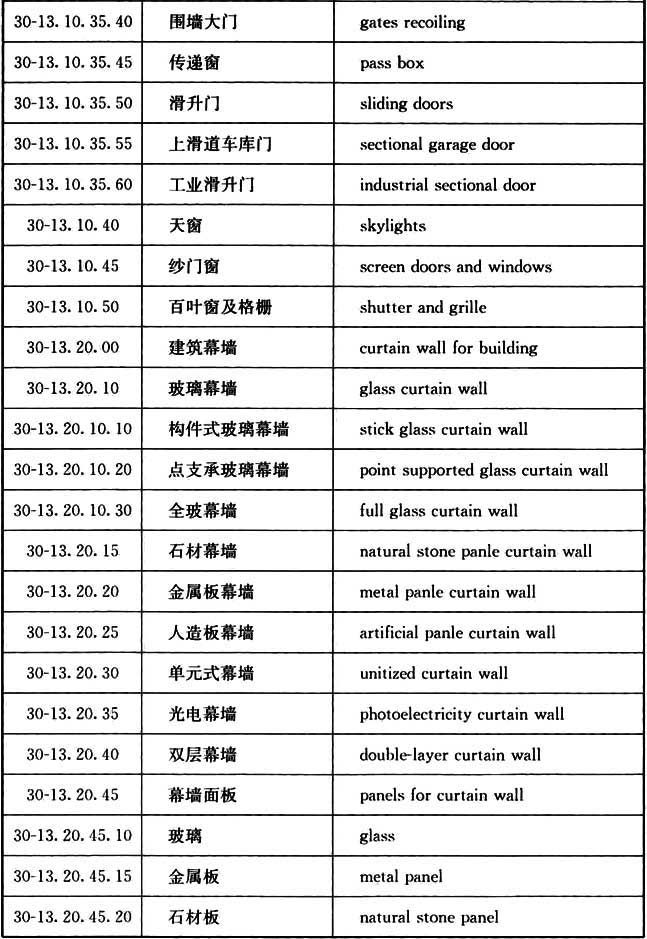 30-13.10.35.40 围墙大门 gates recoiling
30-13.10.35.45 传递窗 pass box
30-13.10.35.50 滑升门 sliding doors
30-13.10.35.55 上滑道车库门 sectional garage door
30-13.10.35.60 工业滑升门 industrial sectional door
30-13.10.40 天窗 skylights
30-13.10.45 纱门窗 screen doors and windows
30-13.10.50 百叶窗及格栅 shutter and grille
30-13.20.00 建筑幕墙 curtain wall for building
30-13.20.10 玻璃幕墙 glass curtain wall
30-13.20.10.10 构件式玻璃幕墙 stick glass curtain wall
30-13.20.10.20 点支承玻璃幕墙 point supported glass curtain wall
30-13.20.10.30 全玻幕墙 full glass curtain wall
30-13.20.15 石材幕墙 natural stone panle curtain wall
30-13.20.20 金属板幕墙 metal panle curtain wall
30-13.20.25 人造板幕墙 artificial panle curtain wall
30-13.20.30 单元式幕墙 unitized curtain wall
30-13.20.35 光电幕墙 photoelectricity curtain wall
30-13.20.40 双层幕墙 double-layer curtain wall
30-13.20.45 幕墙面板 panels for curtain wall
30-13.20.45.10 玻璃 glass
30-13.20.45.15 金属板 metal panel
30-13.20.45.20 石材板 natural stone panel